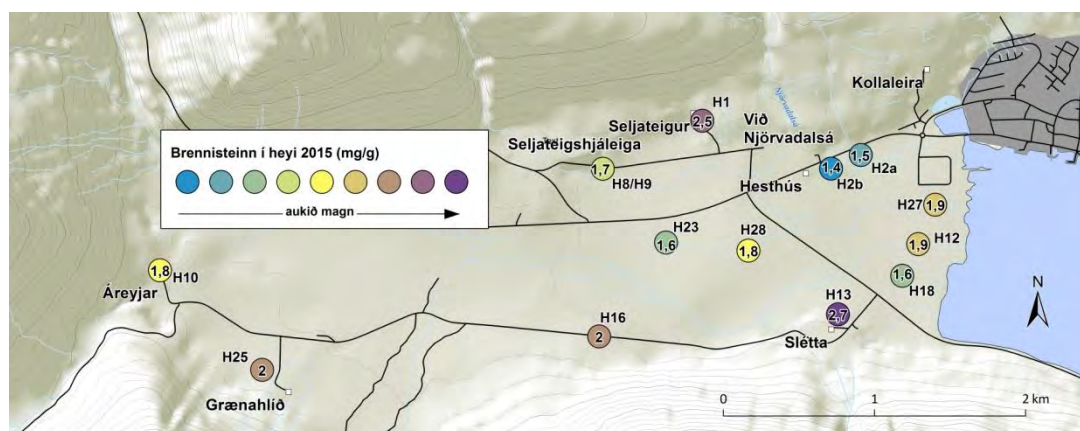 Kollaleira
Njörvadalsá
H1
2,5
Seljateigur
Við
Njörvadalsá
Seljateigshjáleiga
1,7
H8/H9
1,5
H2a
1,4
H2b
Hesthús
Brennisteinn í heyi 2015 (mg/g)
aukið magn
H27
1,9
H23
1,6
H28
1,8
H12
1,9
1,6
H18
1,8
H10
Áreyjar
H13
2,7
Slétta
N
H16
2
H25
2
Grænahlíð
0 1 2 km